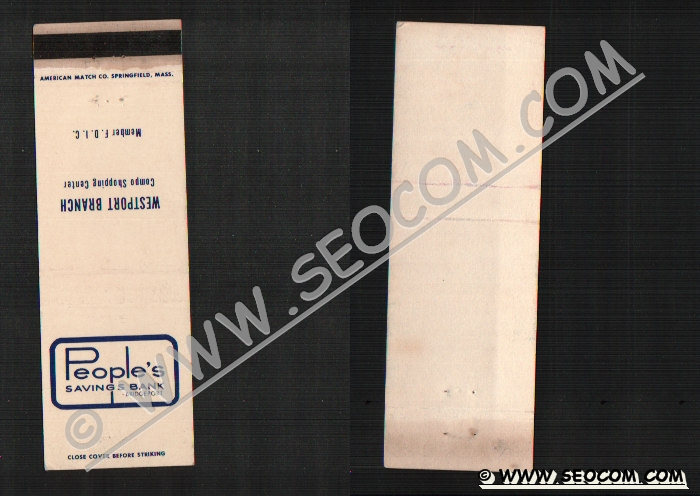 AMERICAN MATCH CO. SPRINGFIELD, MASS.
Member F. D. I. C.
Compo Shopping Center
WESTPORT BRANCH
People's
SAVINGS BANK
-BRIDGEPORT
CLOSE COVER BEFORE STRIKING
© WWW.SEOCOM.COM
© WWW.SEOCOM.COM